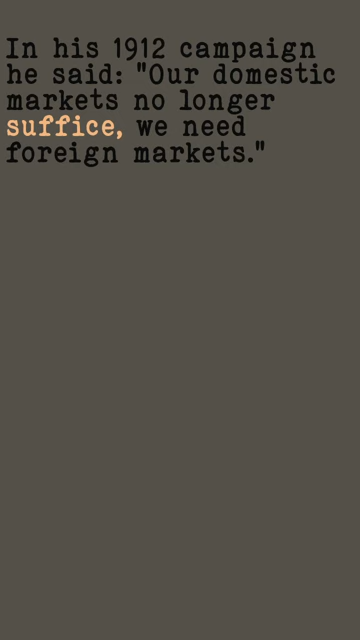 In his 1912 campaign
he said: "Our domestic
markets no longer
suffice, we need
foreign markets."